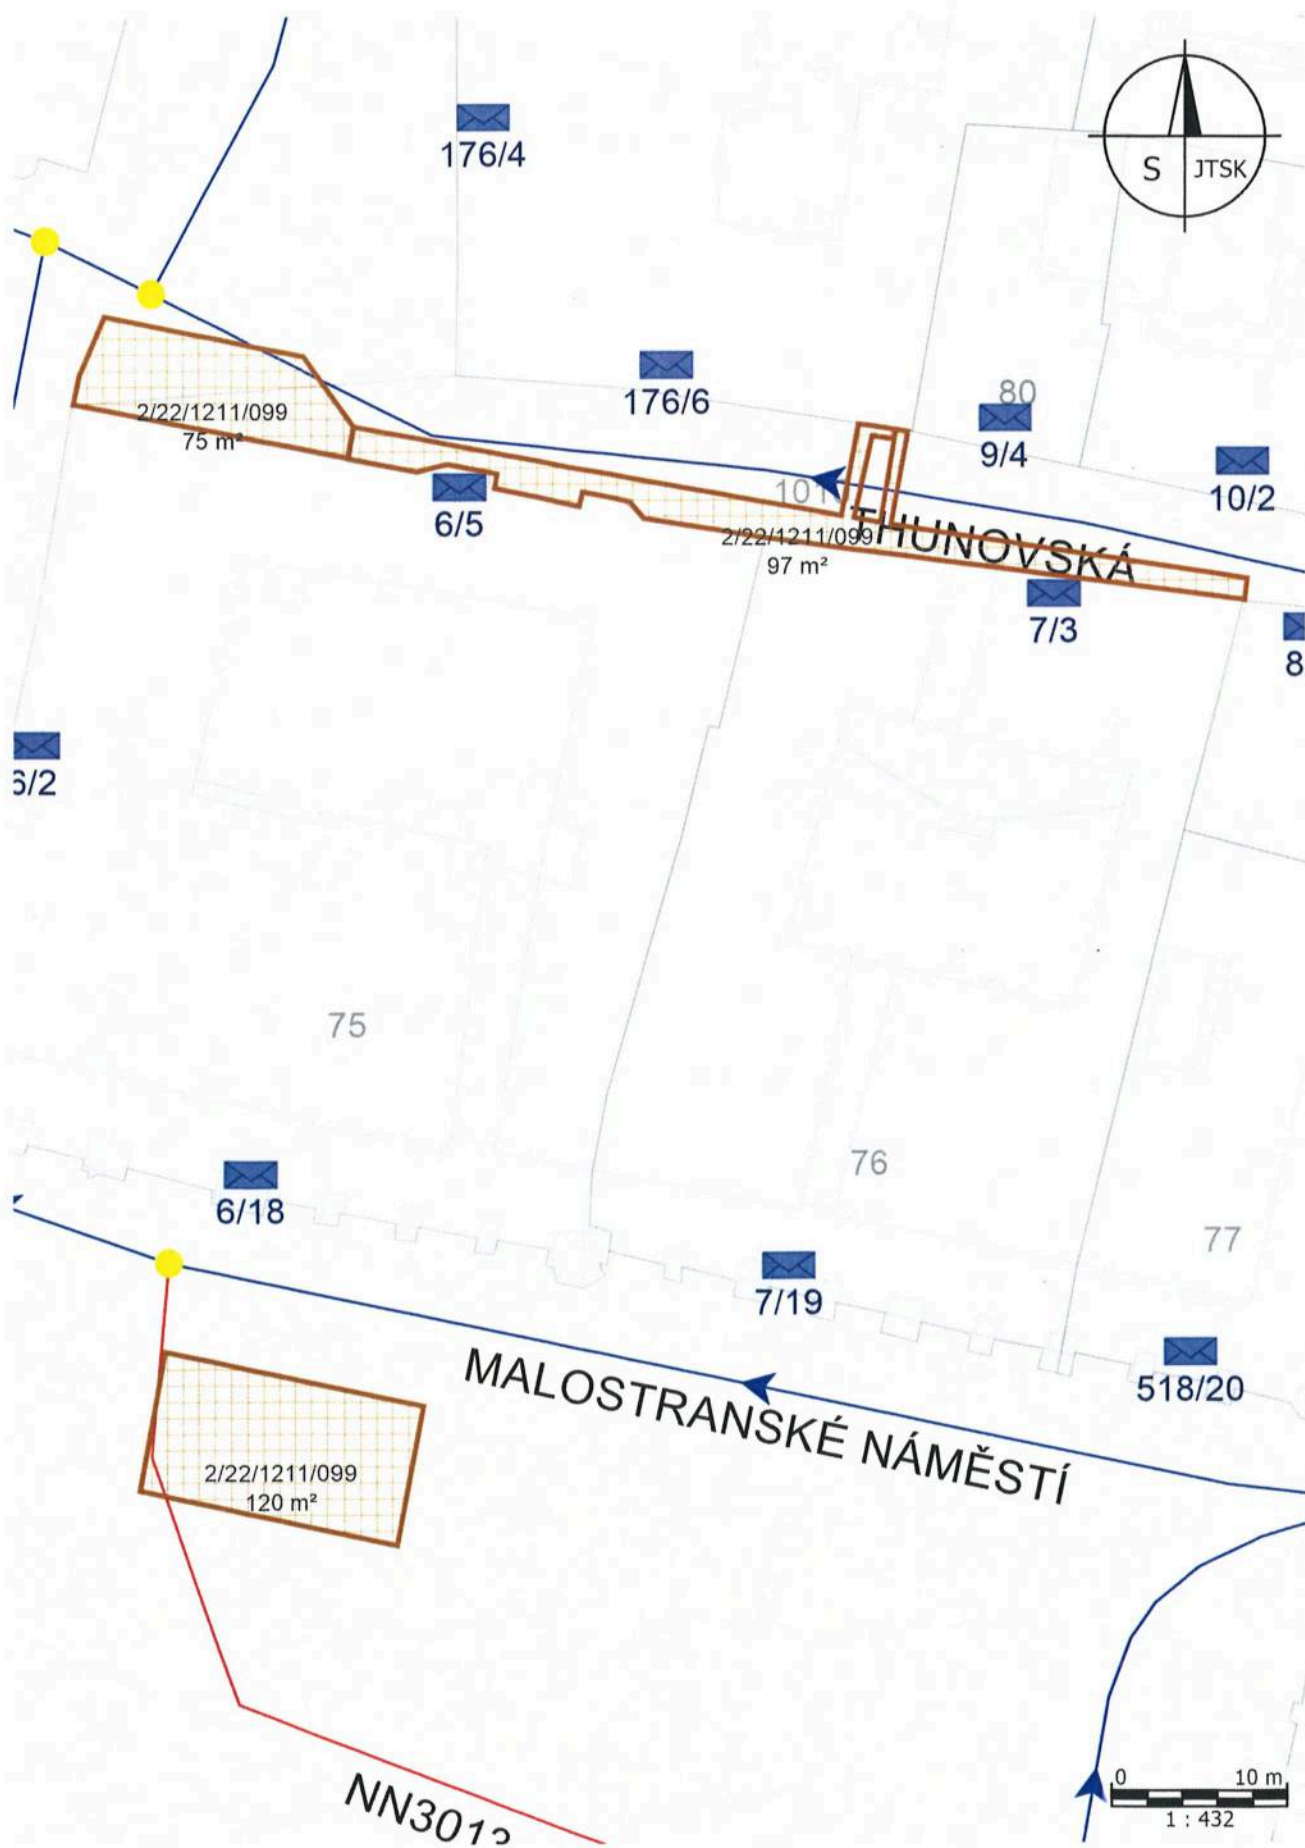 176/4
S JTSK
2/22/1211/099
75 m²
176/6
80
9/4
10/2
6/5
101
2/22/1211/099
97 m²
THUNOVSKÁ
7/3
8
6/2
75
76
6/18
77
7/19
518/20
MALOSTRANSKÉ NÁMĚSTÍ
2/22/1211/099
120 m²
NN301
0 10 m
1 : 432